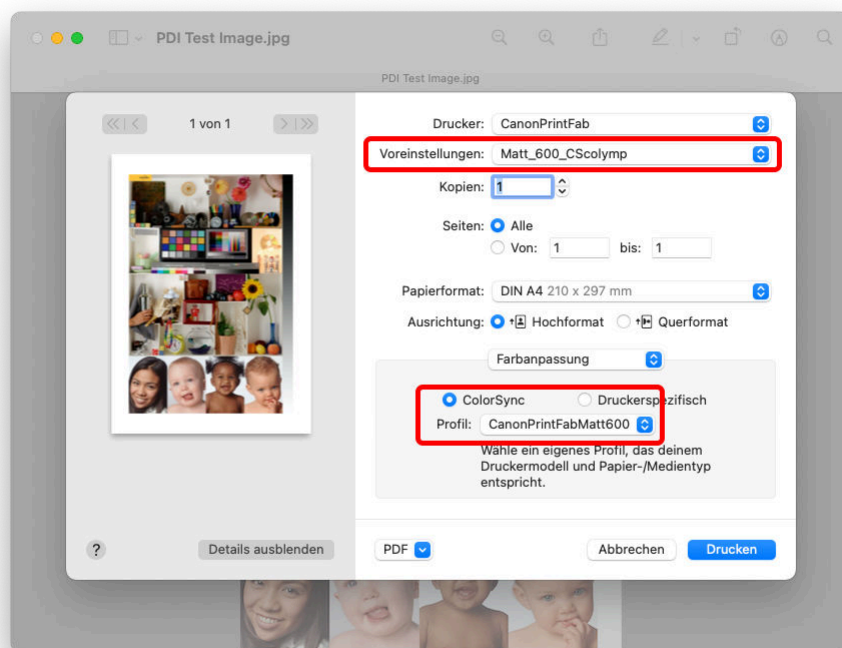 PDI Test Image.jpg
PDI Test Image.jpg
1 von 1
Drucker: CanonPrintFab
Voreinstellungen: Matt_600_CScolymp
Kopien: 1
Seiten: Alle
Von: 1 bis: 1
Papierformat: DIN A4 210 x 297 mm
Ausrichtung: Hochformat Querformat
Farbanpassung
ColorSync Druckerspezifisch
Profil: CanonPrintFabMatt600
Wähle ein eigenes Profil, das deinem
Druckermodell und Papier-/Medientyp
entspricht.
? Details ausblenden PDF Abbrechen Drucken